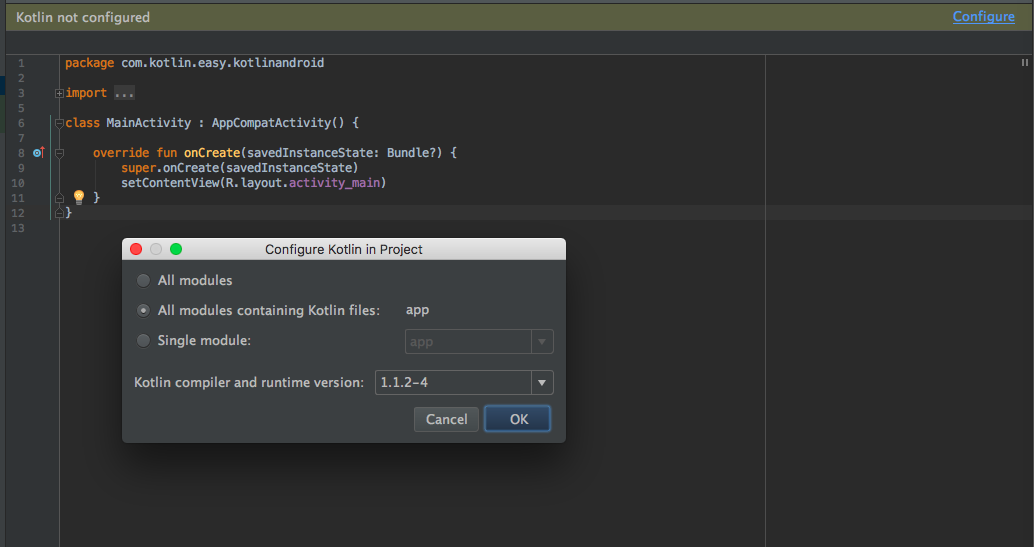 Kotlin not configured Configure
1 package com.kotlin.easy.kotlinandroid
2
3 import ...
5
6 class MainActivity : AppCompatActivity() {
7
8 override fun onCreate(savedInstanceState: Bundle?) {
9 super.onCreate(savedInstanceState)
10 setContentView(R.layout.activity_main)
11 }
12 }
13
Configure Kotlin in Project
All modules
All modules containing Kotlin files: app
Single module: app
Kotlin compiler and runtime version: 1.1.2-4
Cancel OK